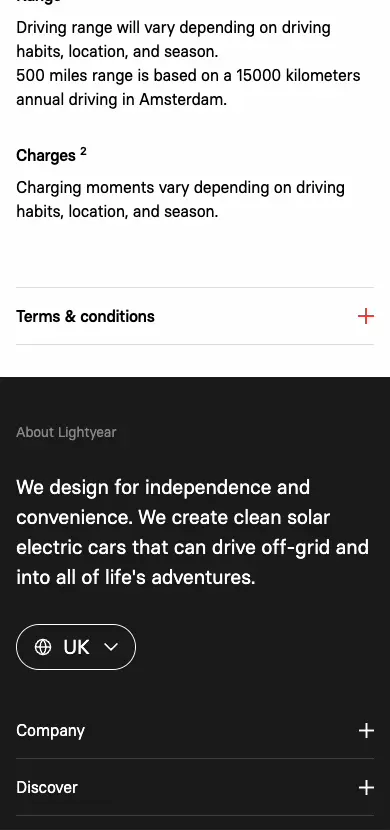 Range
Driving range will vary depending on driving
habits, location, and season.
500 miles range is based on a 15000 kilometers
annual driving in Amsterdam.
Charges 2
Charging moments vary depending on driving
habits, location, and season.
Terms & conditions
About Lightyear
We design for independence and
convenience. We create clean solar
electric cars that can drive off-grid and
into all of life's adventures.
UK
Company
Discover